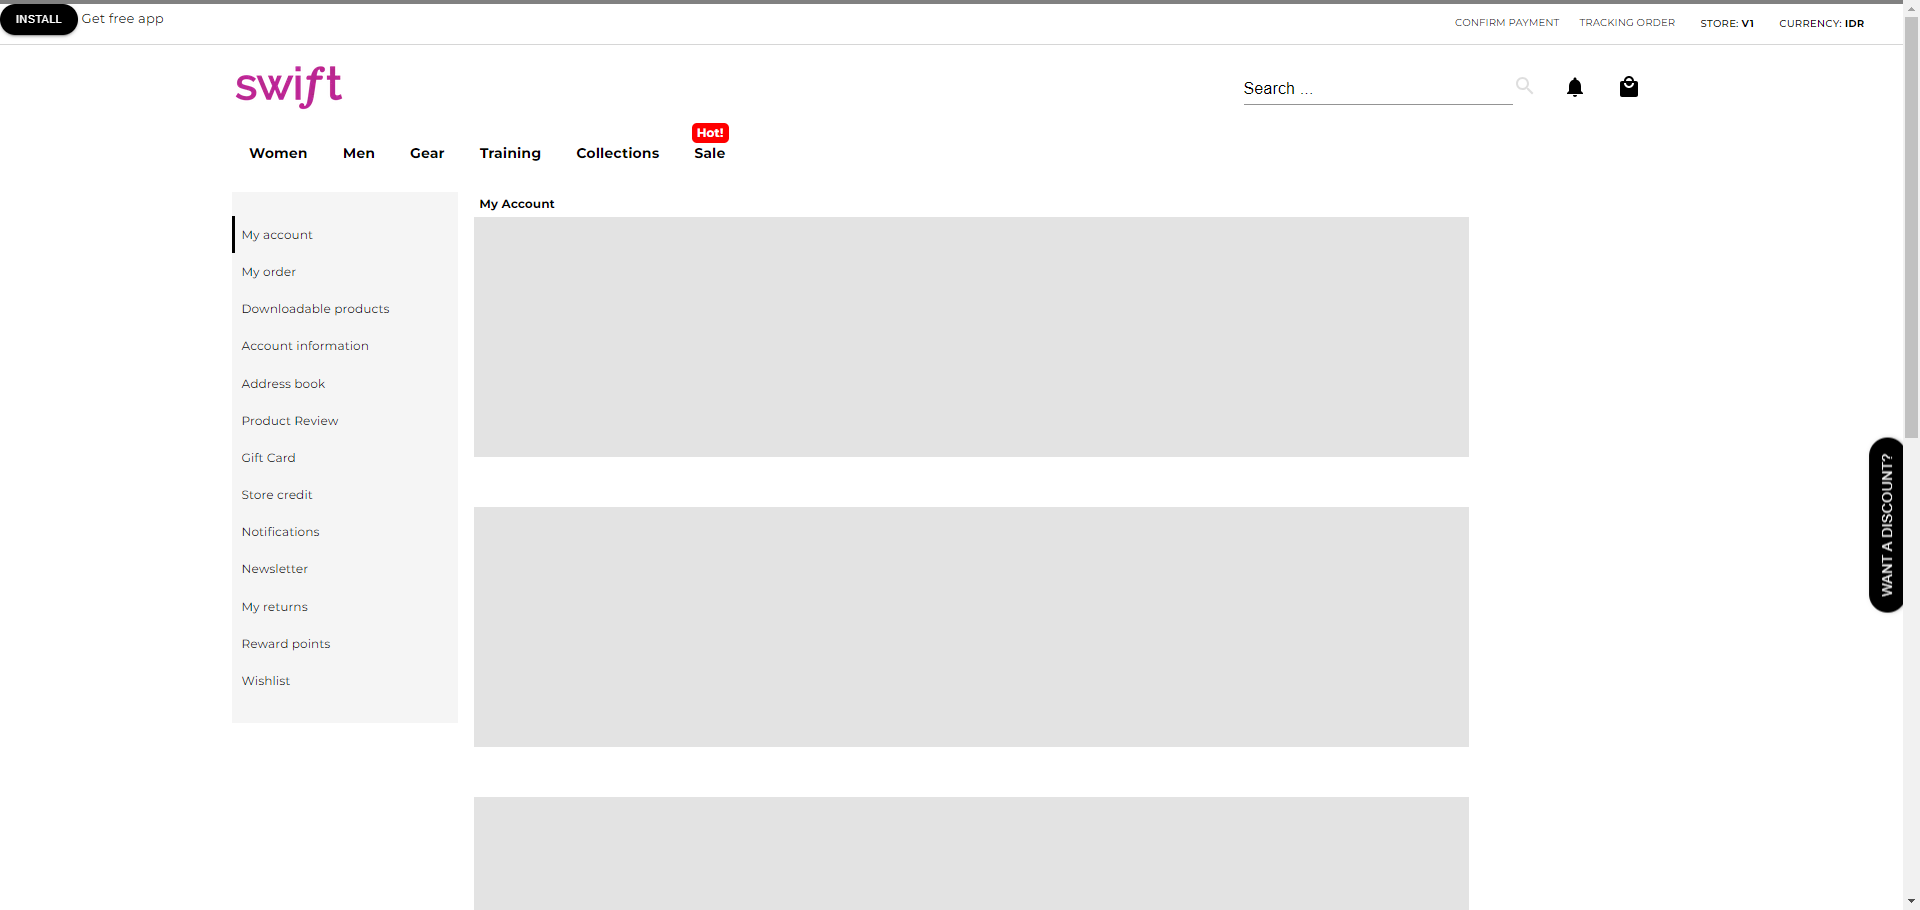 INSTALL Get free app
CONFIRM PAYMENT TRACKING ORDER STORE: V1 CURRENCY: IDR
swift
Search ...
Hot!
Women Men Gear Training Collections Sale
My Account
My account
My order
Downloadable products
Account information
Address book
Product Review
Gift Card
Store credit
Notifications
Newsletter
My returns
Reward points
Wishlist
WANT A DISCOUNT?